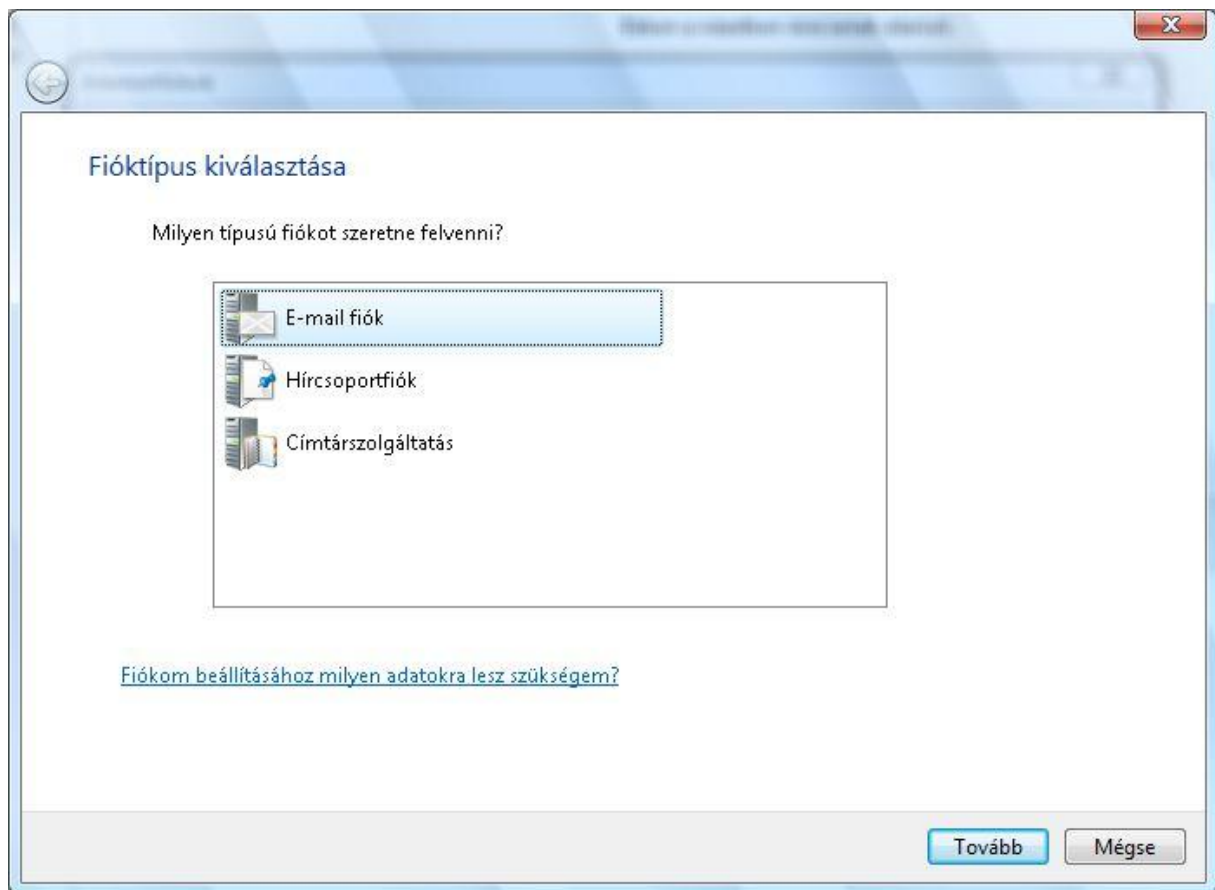 Fióktípus kiválasztása
Milyen típusú fiókot szeretne felvenni?
E-mail fiók
Hírcsoportfiók
Címtárszolgáltatás
Fiókom beállításához milyen adatokra lesz szükségem?
Tovább
Mégse